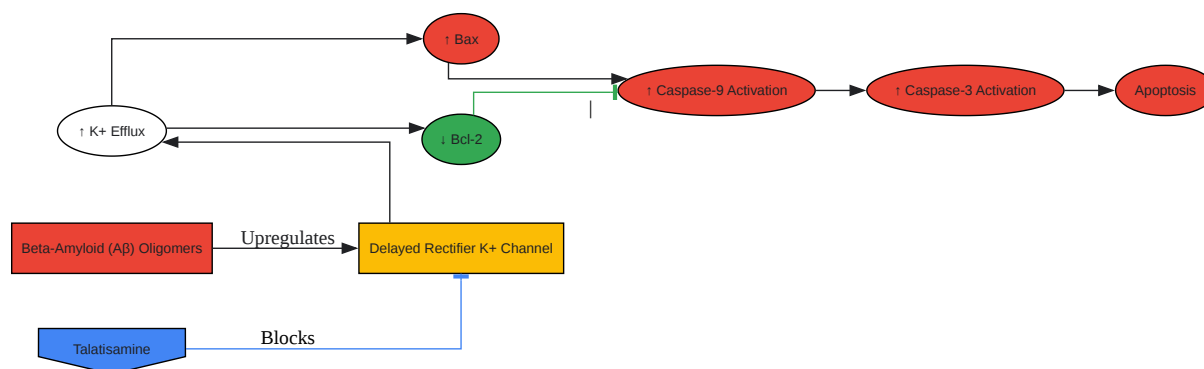 ↑ Bax
↑ Caspase-9 Activation
↑ Caspase-3 Activation
Apoptosis
↑ K+ Efflux
↓ Bcl-2
Beta-Amyloid (Aβ) Oligomers
Upregulates
Delayed Rectifier K+ Channel
Talatisamine
Blocks